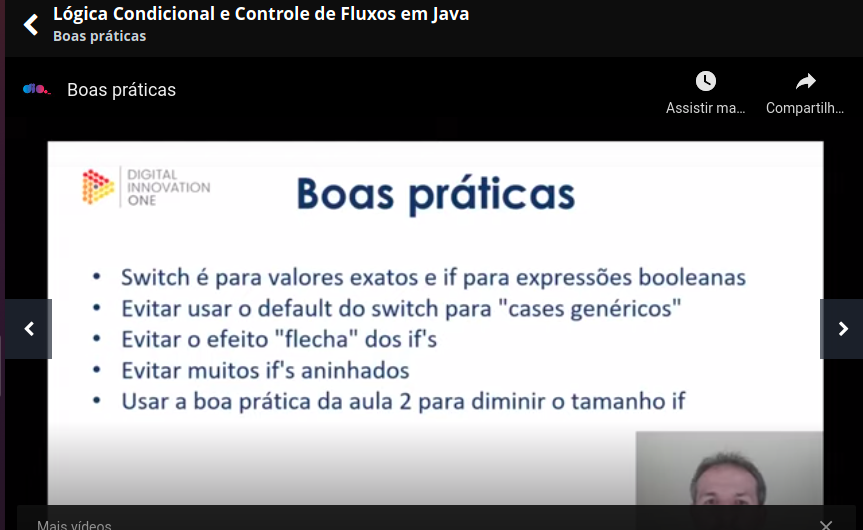 Lógica Condicional e Controle de Fluxos em Java
Boas práticas
Boas práticas
Assistir ma...
Compartilh...
DIGITAL
INNOVATION
ONE
Boas práticas
• Switch é para valores exatos e if para expressões booleanas
• Evitar usar o default do switch para "cases genéricos"
• Evitar o efeito "flecha" dos if's
• Evitar muitos if's aninhados
• Usar a boa prática da aula 2 para diminir o tamanho if
Mais vídeos